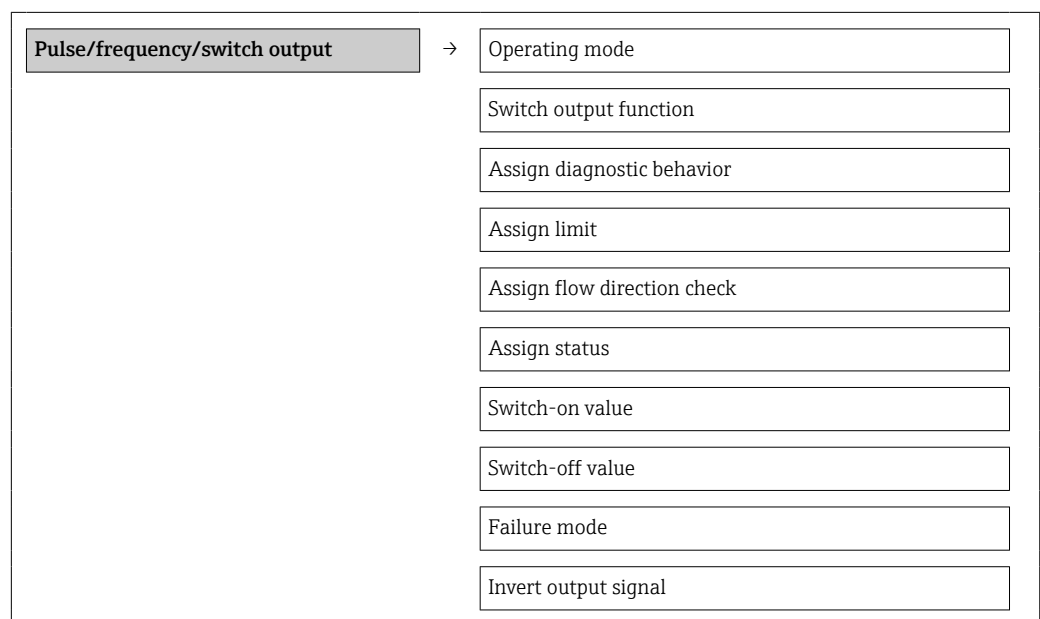 Pulse/frequency/switch output → Operating mode
Switch output function
Assign diagnostic behavior
Assign limit
Assign flow direction check
Assign status
Switch-on value
Switch-off value
Failure mode
Invert output signal